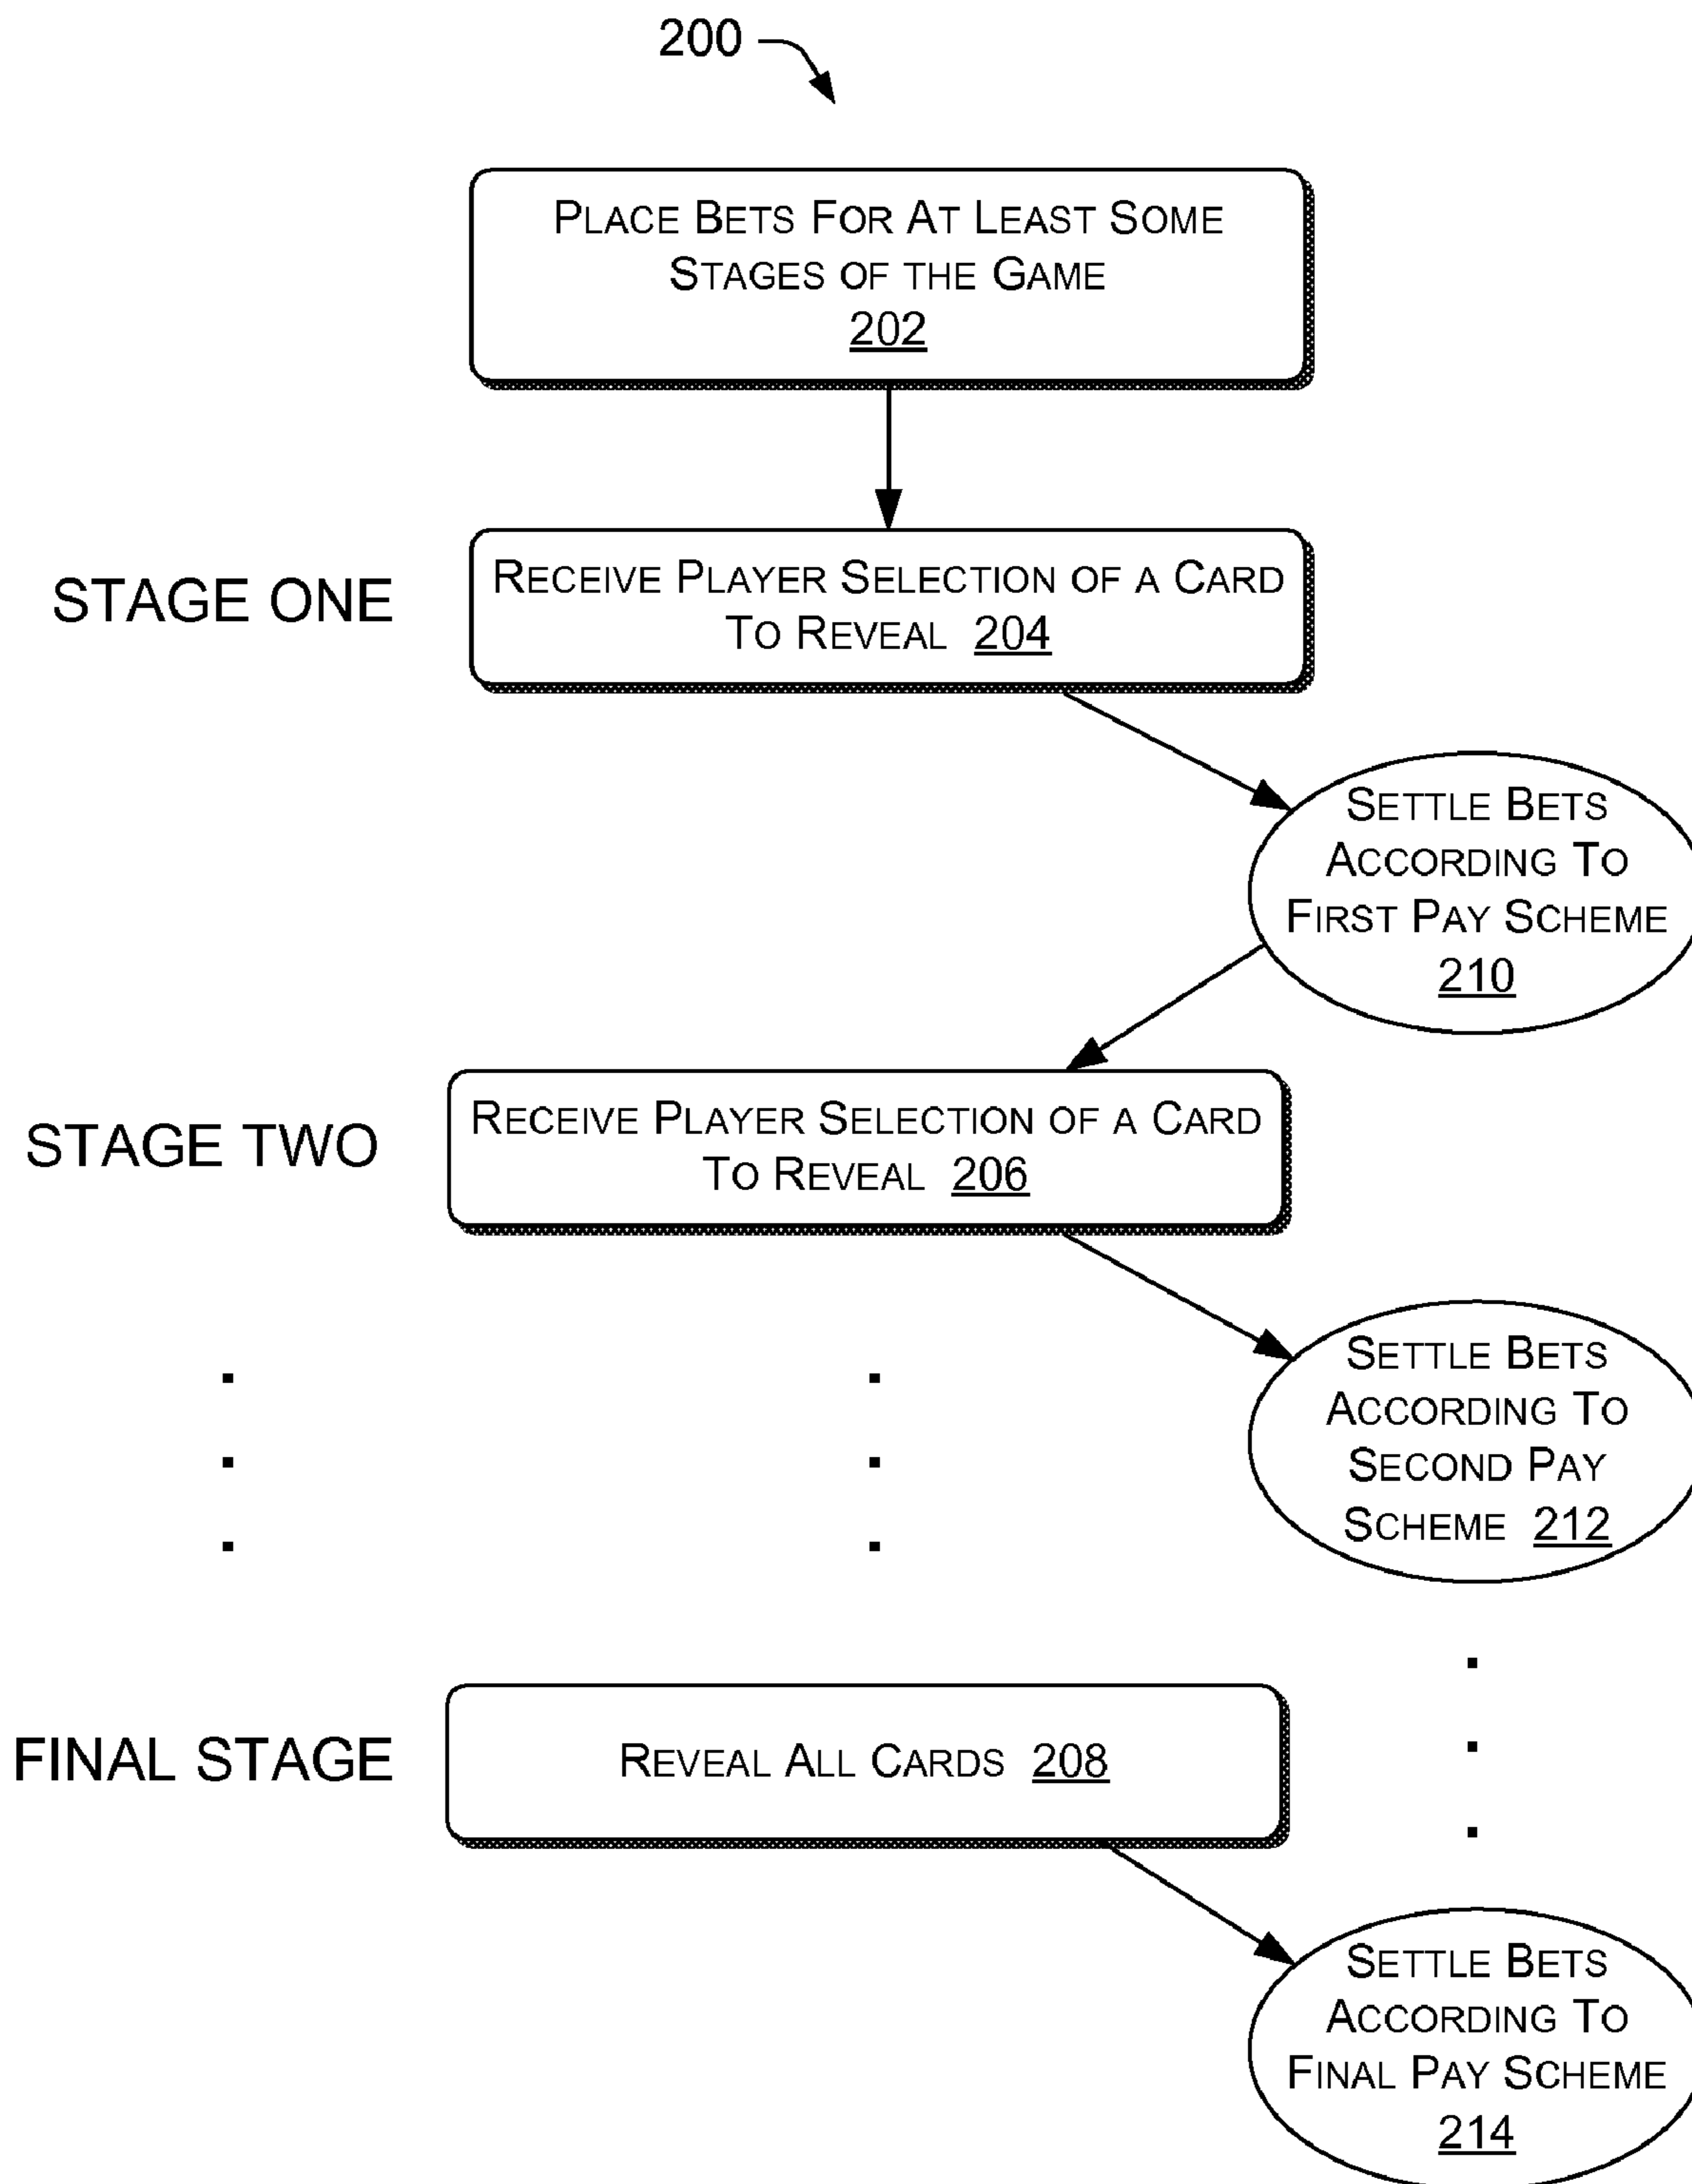 200
PLACE BETS FOR AT LEAST SOME
STAGES OF THE GAME
202
STAGE ONE
RECEIVE PLAYER SELECTION OF A CARD
TO REVEAL 204
SETTLE BETS
ACCORDING TO
FIRST PAY SCHEME
210
STAGE TWO
RECEIVE PLAYER SELECTION OF A CARD
TO REVEAL 206
SETTLE BETS
ACCORDING TO
SECOND PAY
SCHEME 212
FINAL STAGE
REVEAL ALL CARDS 208
SETTLE BETS
ACCORDING TO
FINAL PAY SCHEME
214